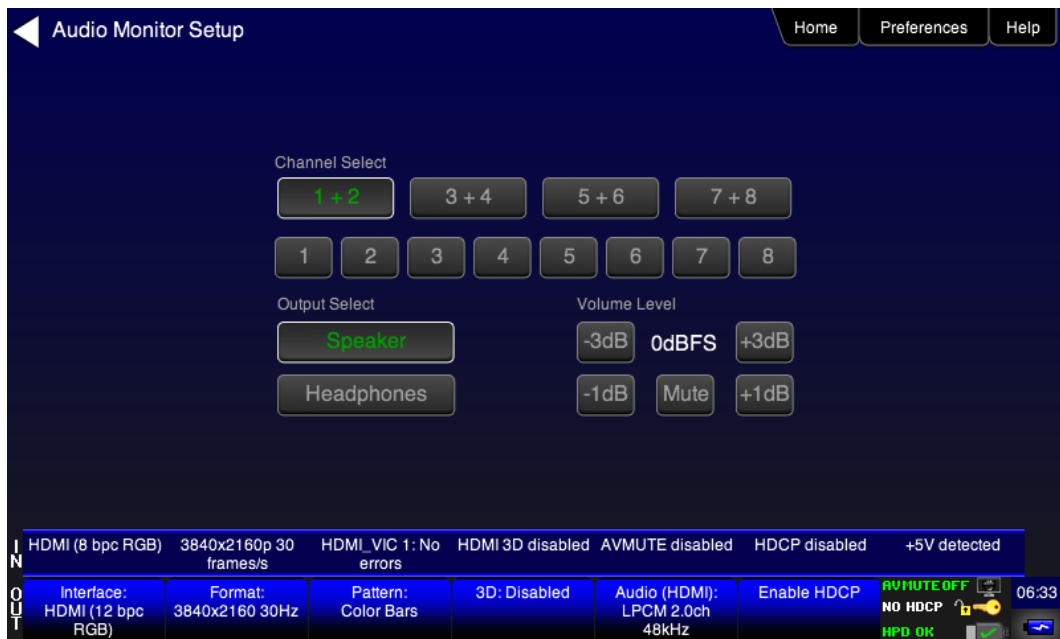 Audio Monitor Setup
Home
Preferences
Help
Channel Select
1 + 2
3 + 4
5 + 6
7 + 8
1
2
3
4
5
6
7
8
Output Select
Volume Level
Speaker
-3dB
0dBFS
+3dB
Headphones
-1dB
Mute
+1dB
IN
HDMI (8 bpc RGB)
3840x2160p 30
frames/s
HDMI_VIC 1: No
errors
HDMI 3D disabled
AVMUTE disabled
HDCP disabled
+5V detected
OUT
Interface:
HDMI (12 bpc
RGB)
Format:
3840x2160 30Hz
Pattern:
Color Bars
3D: Disabled
Audio (HDMI):
LPCM 2.0ch
48kHz
Enable HDCP
AVMUTEOFF
NO HDCP
HPD OK
06:33